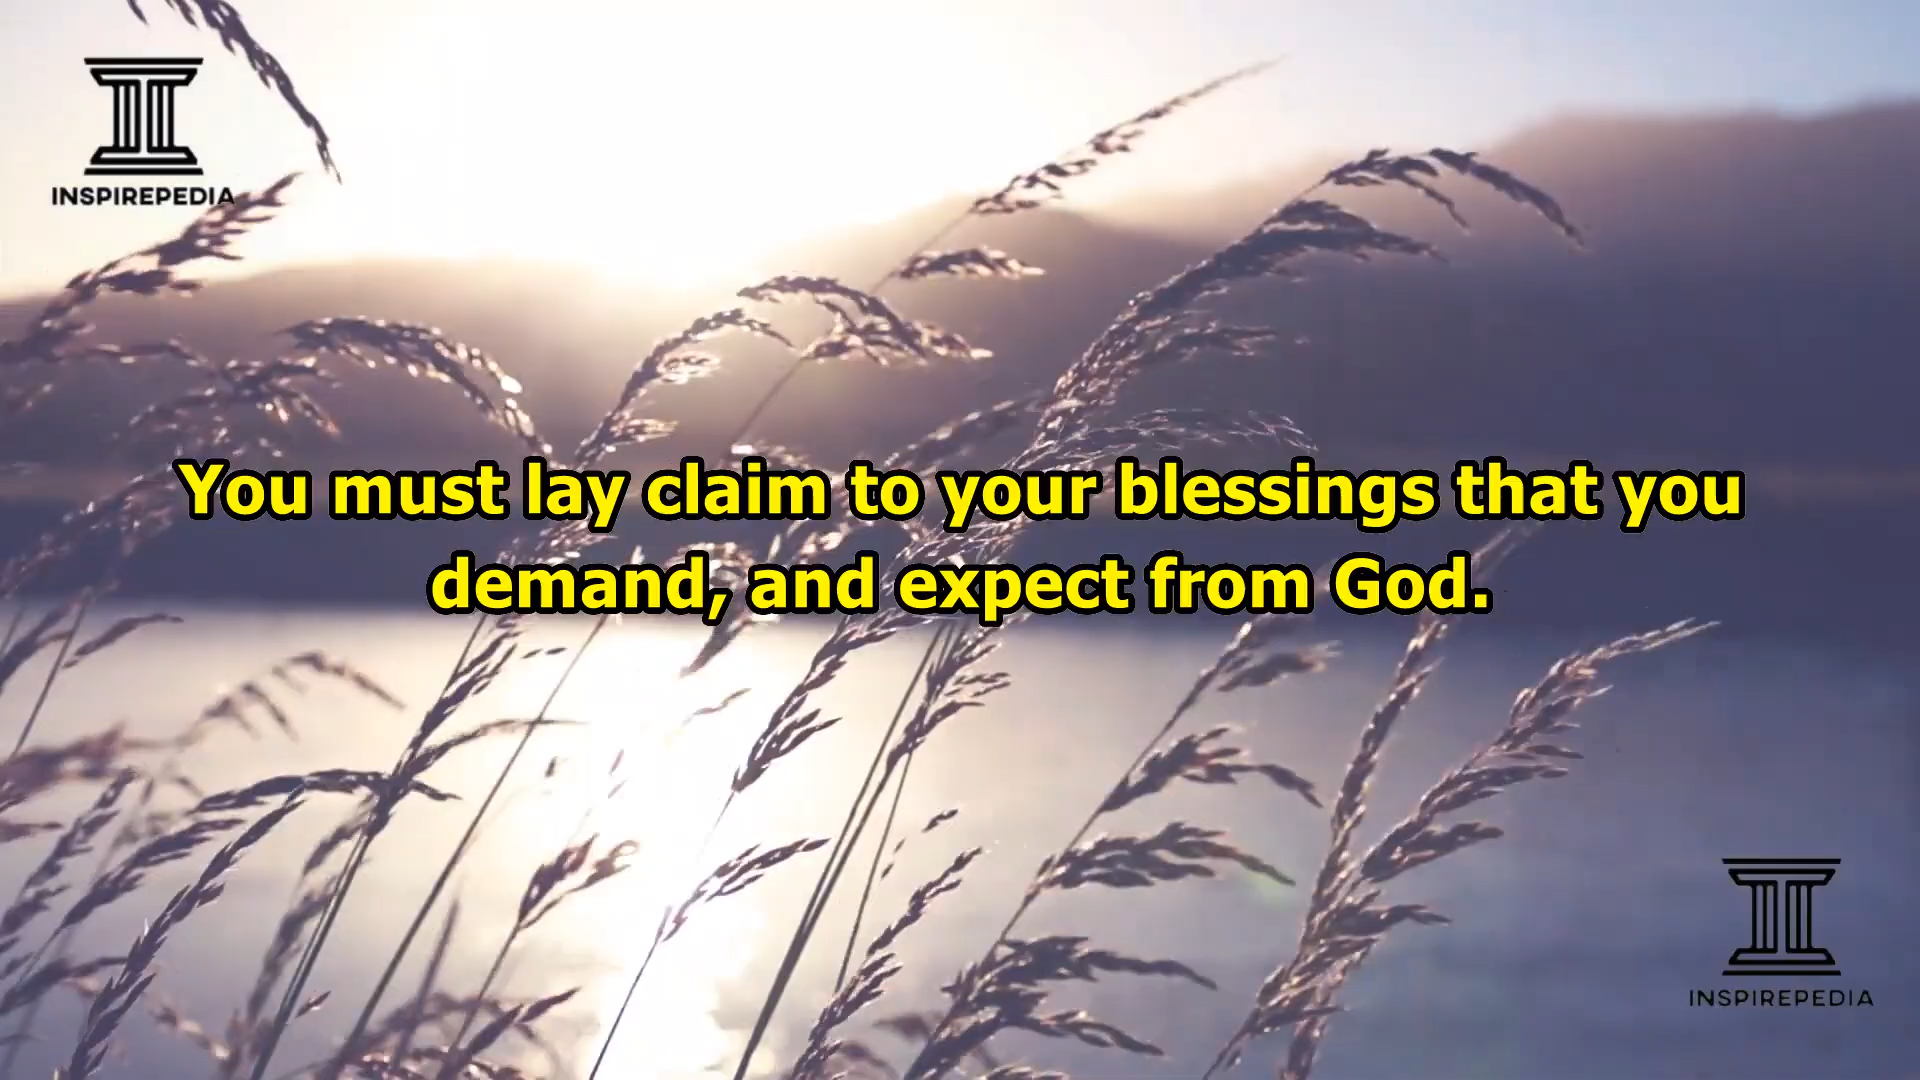 INSPIREPEDIA
You must lay claim to your blessings that you
demand, and expect from God.
INSPIREPEDIA